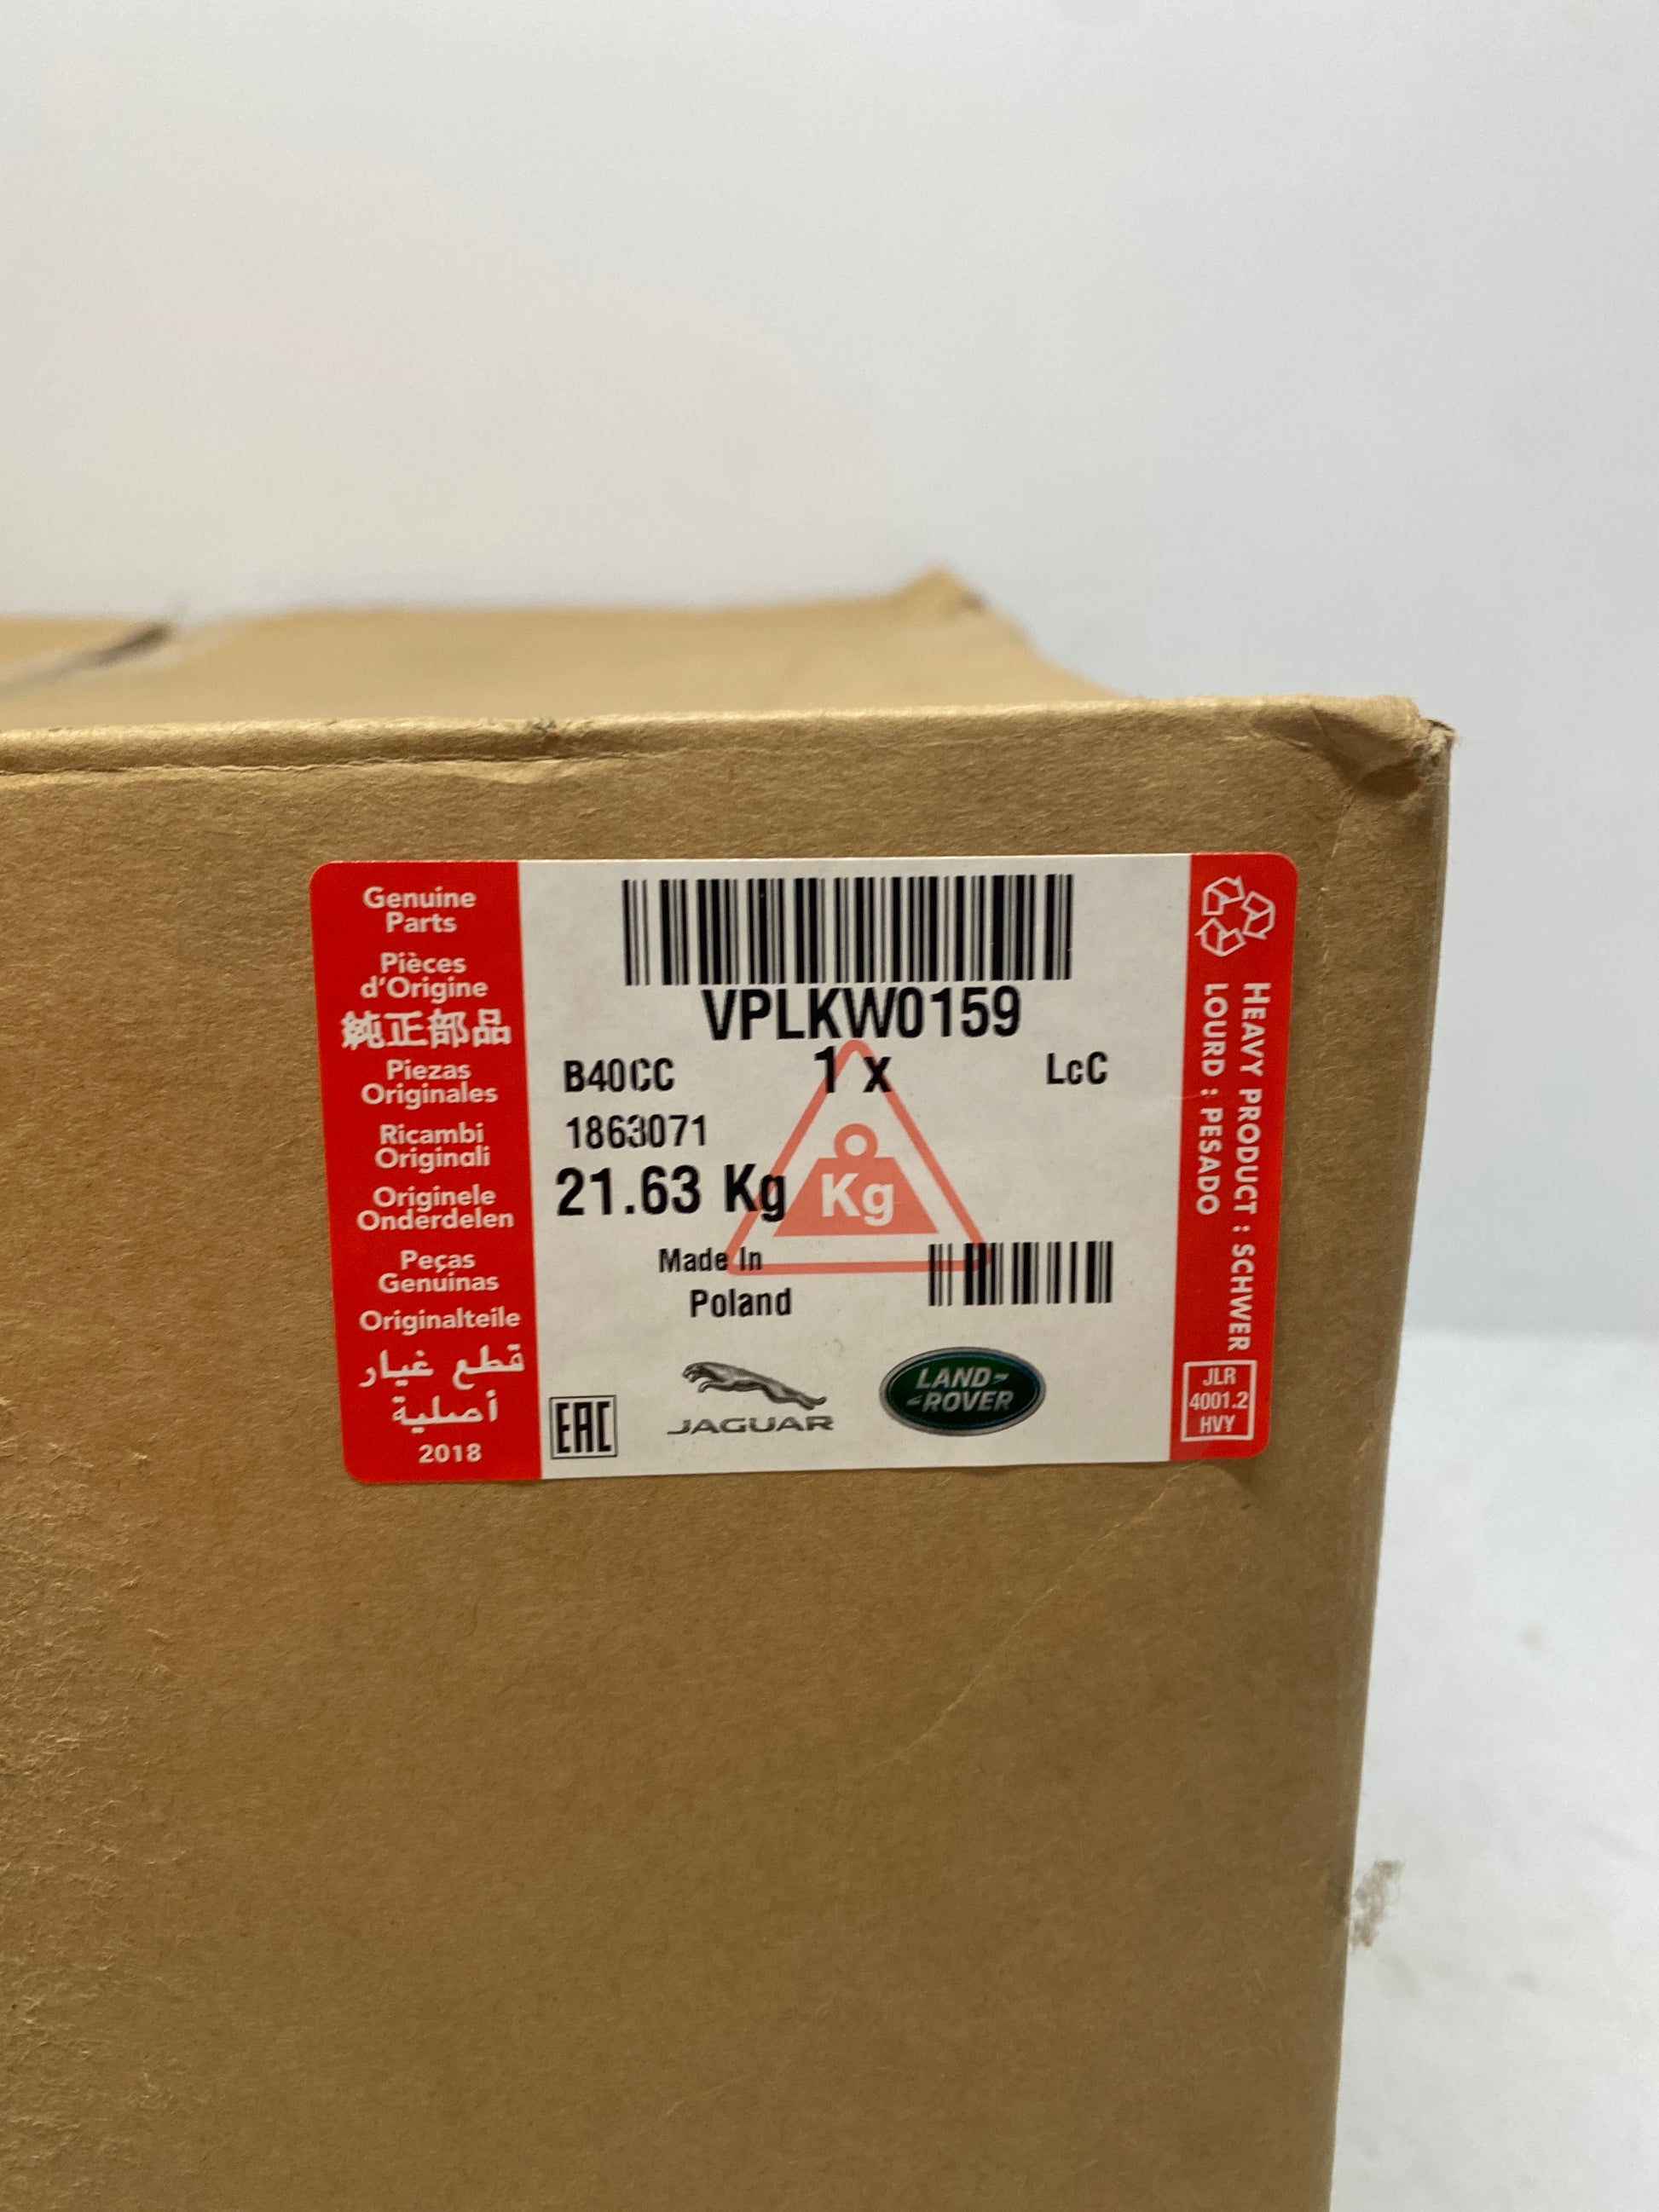 Genuine
Parts
Pièces
d'Origine
純正部品
Piezas
Originales
Ricambi
Originali
Originele
Onderdelen
Peças
Genuinas
Originalteile
قطع غيار
أصلية
2018
VPLKW0159
B40CC 1 x LcC
1863071
21.63 Kg
Kg
Made In
Poland
EAC
JAGUAR
LAND-
-ROVER
HEAVY PRODUCT : SCHWER
LOURD : PESADO
JLR
4001.2
HVY